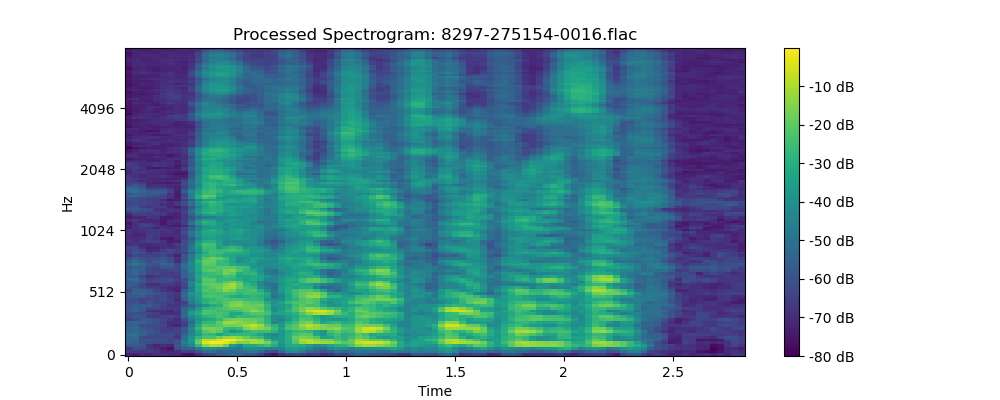 Processed Spectrogram: 8297-275154-0016.flac
Hz
4096
2048
1024
512
0
0
0.5
1
1.5
2
2.5
Time
-10 dB
-20 dB
-30 dB
-40 dB
-50 dB
-60 dB
-70 dB
-80 dB